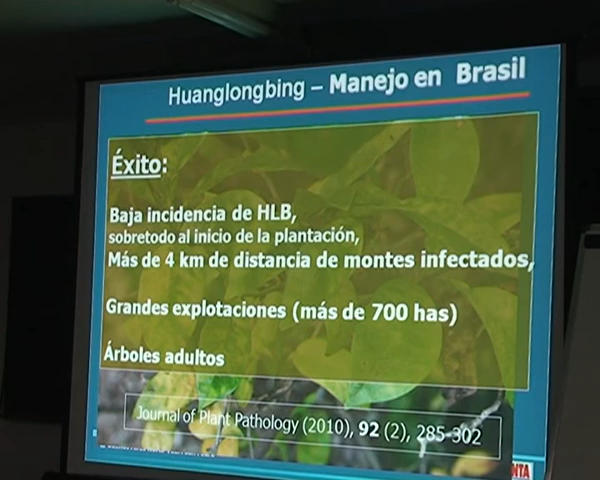 Huanglongbing – Manejo en Brasil
Éxito:
Baja incidencia de HLB,
sobretodo al inicio de la plantación,
Más de 4 km de distancia de montes infectados,
Grandes explotaciones (más de 700 has)
Árboles adultos
Journal of Plant Pathology (2010), 92 (2), 285-302